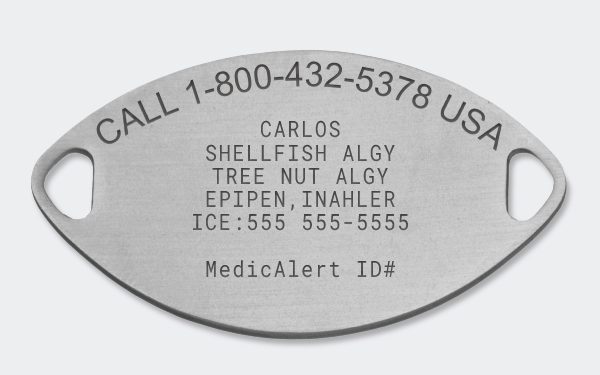 CALL 1-800-432-5378 USA
CARLOS
SHELLFISH ALGY
TREE NUT ALGY
EPIPEN,INAHLER
ICE:555 555-5555
MedicAlert ID#